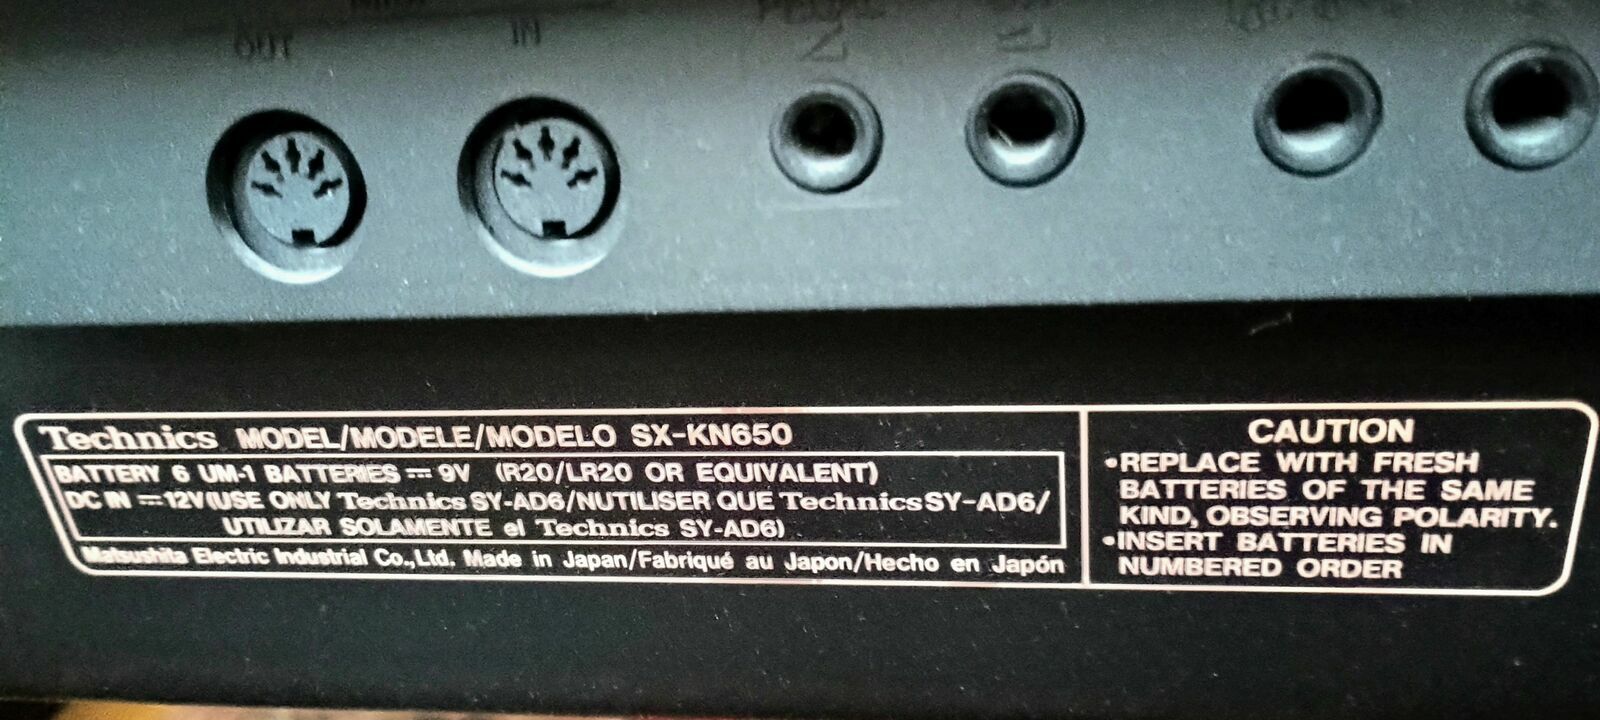 OUT
IN
Technics MODEL/MODELE/MODELO SX-KN650
BATTERY 6 UM-1 BATTERIES ⎓ 9V (R20/LR20 OR EQUIVALENT)
DC IN ⎓ 12V(USE ONLY Technics SY-AD6/NUTILISER QUE Technics SY-AD6/
UTILIZAR SOLAMENTE el Technics SY-AD6)
Matsushita Electric Industrial Co.,Ltd. Made in Japan/Fabriqué au Japon/Hecho en Japón
CAUTION
•REPLACE WITH FRESH
BATTERIES OF THE SAME
KIND, OBSERVING POLARITY.
•INSERT BATTERIES IN
NUMBERED ORDER